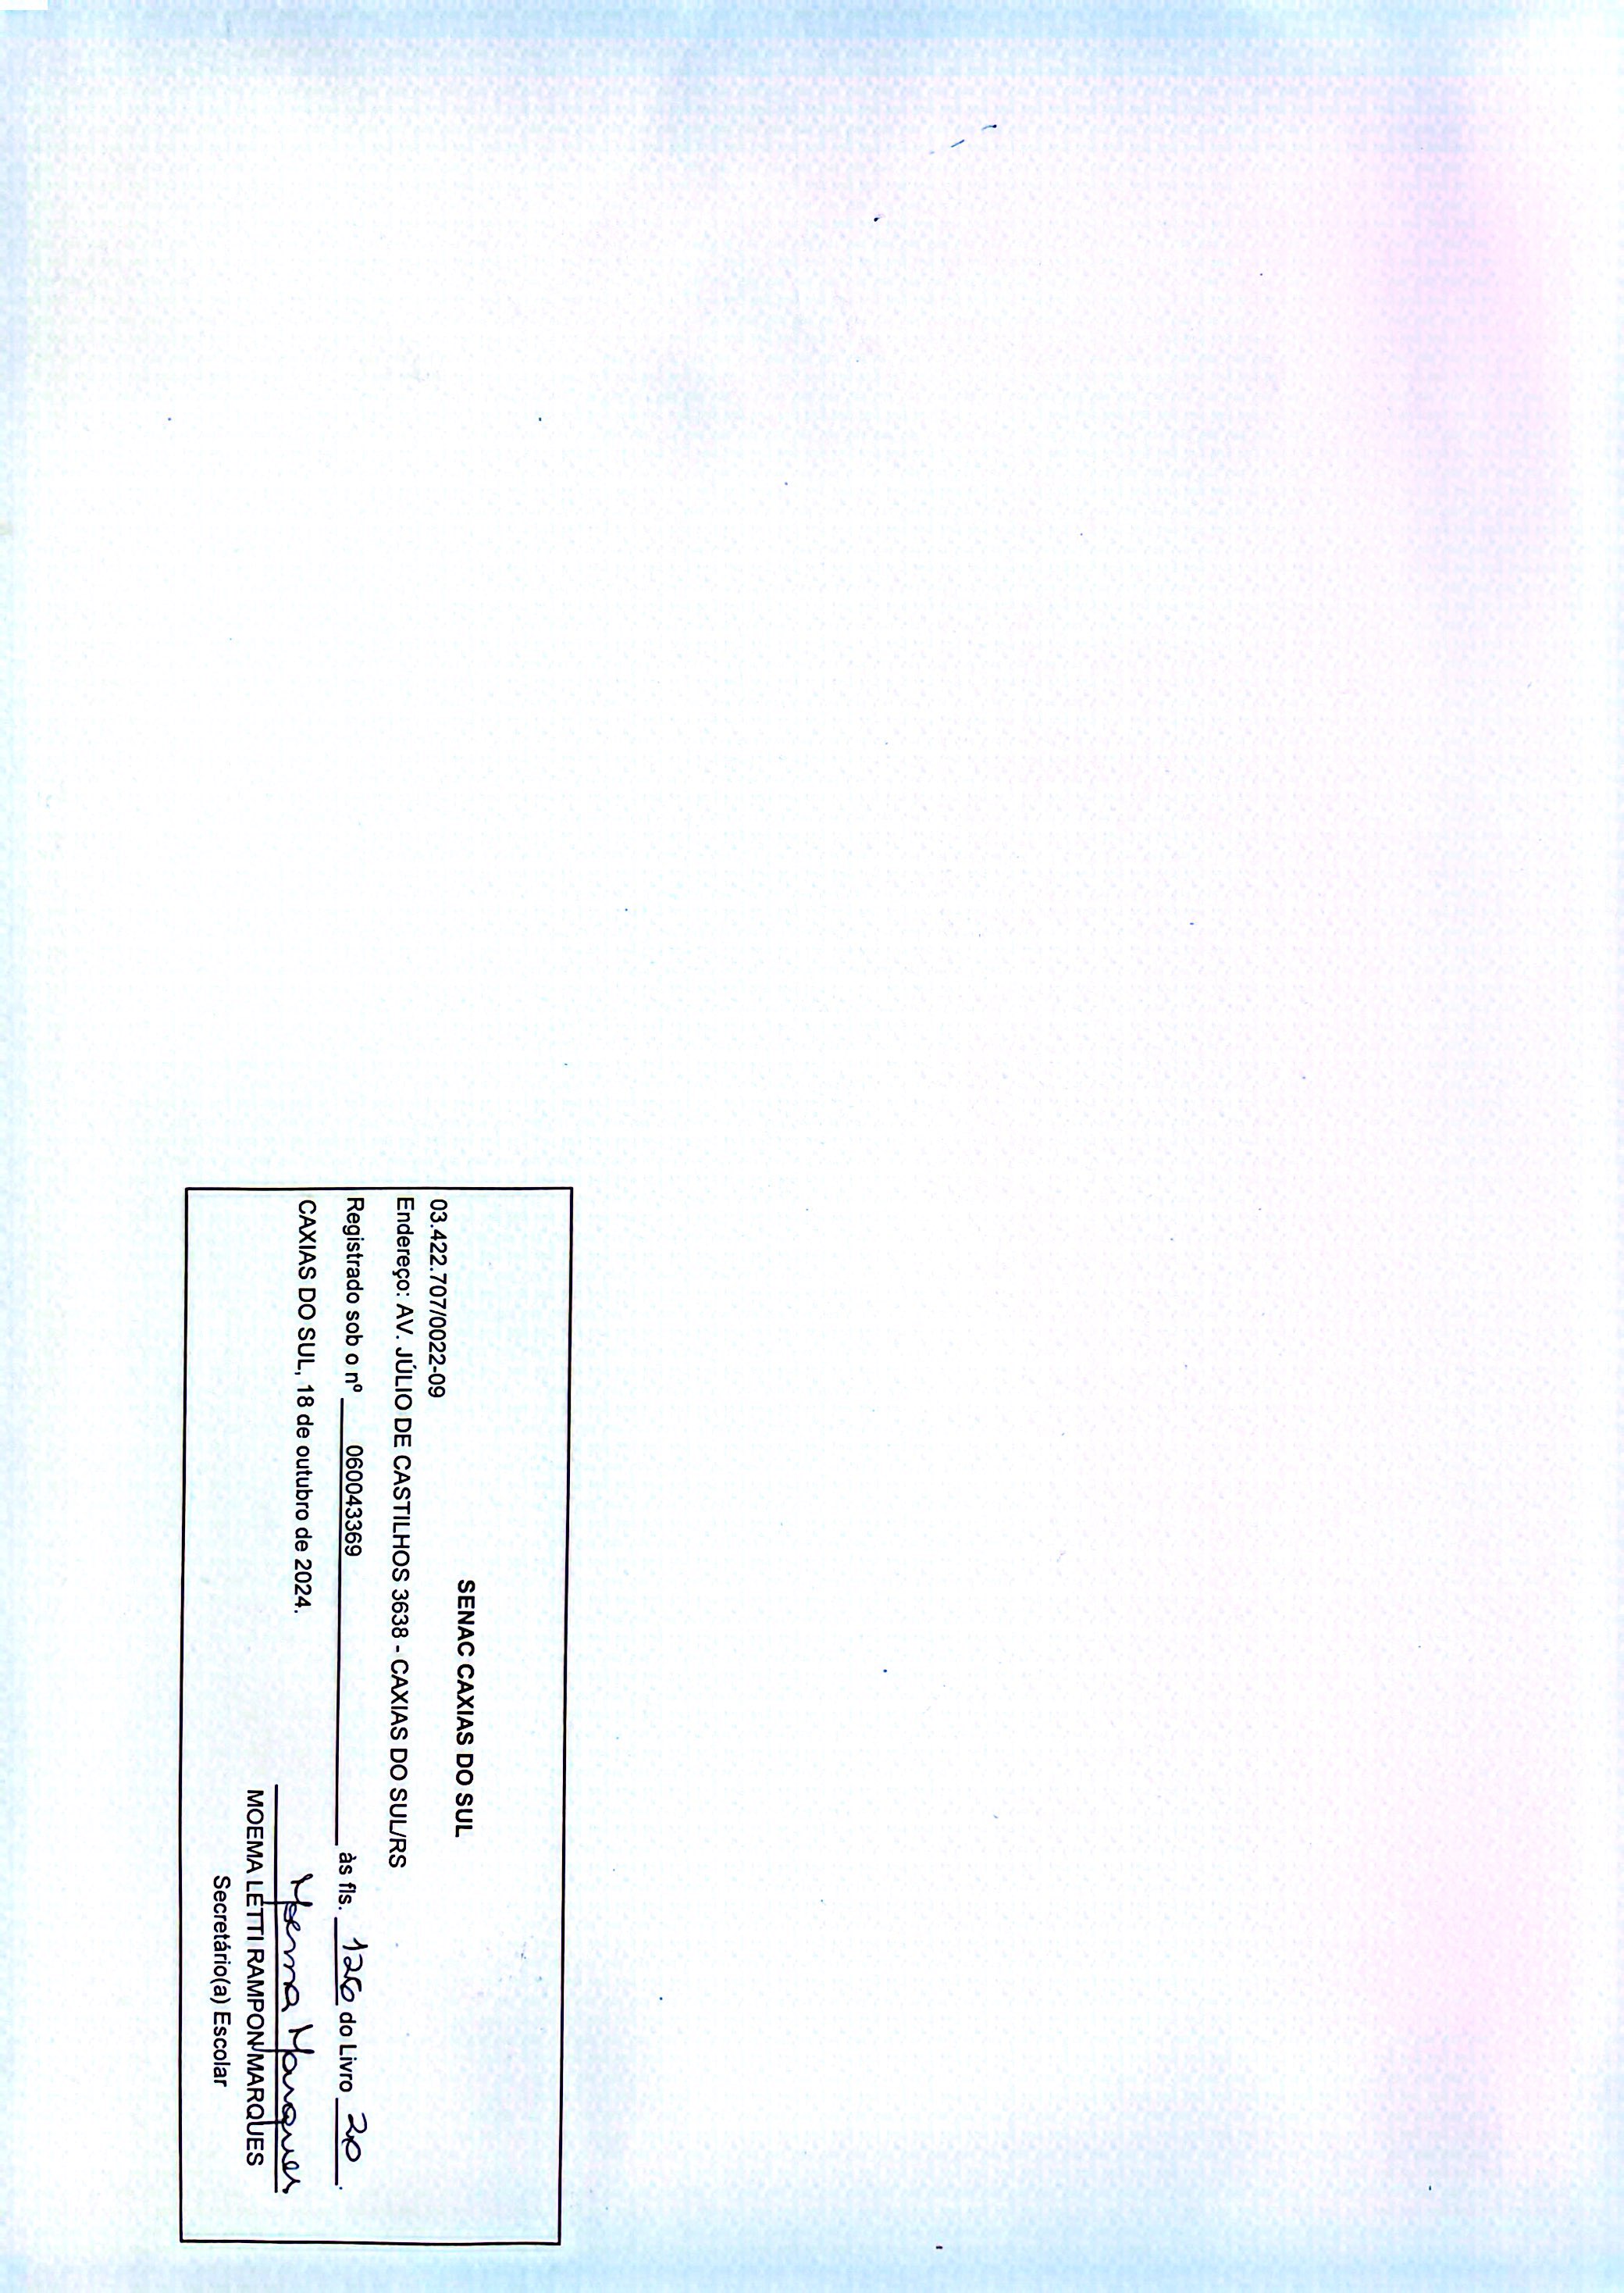 SENAC CAXIAS DO SUL
03.422.707/0022-09
Endereço: AV. JÚLIO DE CASTILHOS 3638 - CAXIAS DO SUL/RS
Registrado sob o nº 060043369 às fls. 126 do Livro 20.
CAXIAS DO SUL, 18 de outubro de 2024.
Moema Marques
MOEMA LETTI RAMPON MARQUES
Secretário(a) Escolar